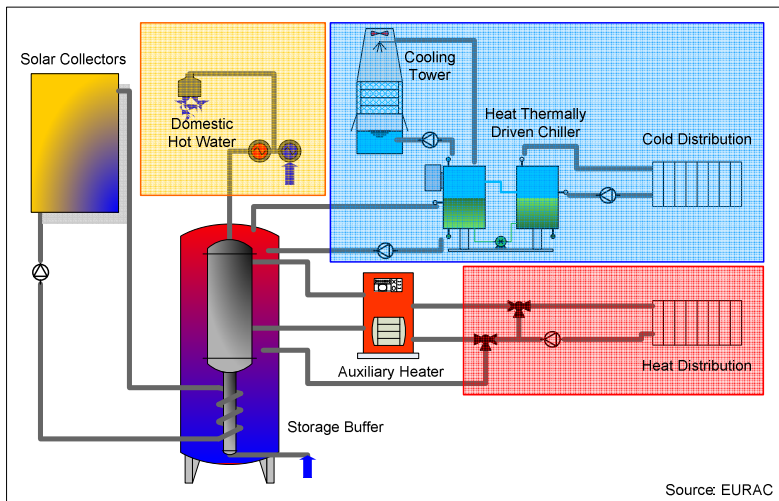 Solar Collectors
Domestic
Hot Water
Cooling
Tower
Heat Thermally
Driven Chiller
Cold Distribution
Auxiliary Heater
Heat Distribution
Storage Buffer
Source: EURAC